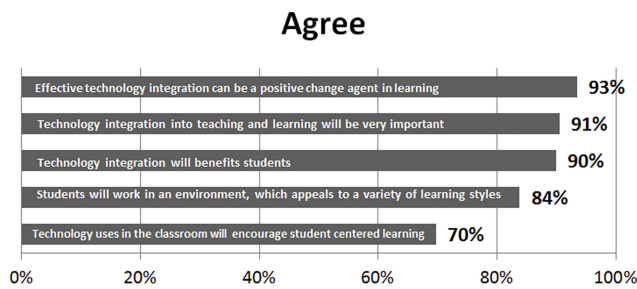 Agree
Effective technology integration can be a positive change agent in learning 93%
Technology integration into teaching and learning will be very important 91%
Technology integration will benefits students 90%
Students will work in an environment, which appeals to a variety of learning styles 84%
Technology uses in the classroom will encourage student centered learning 70%
0% 20% 40% 60% 80% 100%